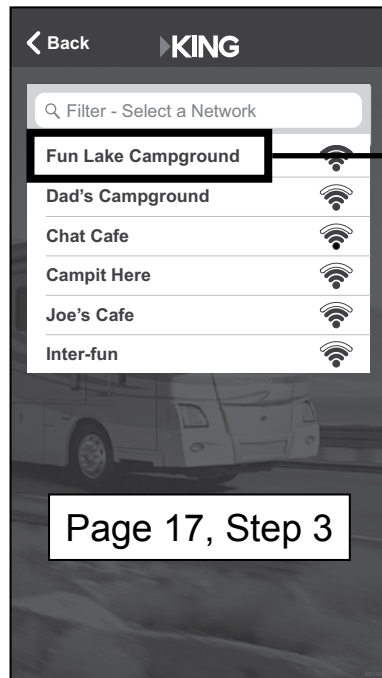 Back
KING
Filter - Select a Network
Fun Lake Campground
Dad's Campground
Chat Cafe
Campit Here
Joe's Cafe
Inter-fun
Page 17, Step 3